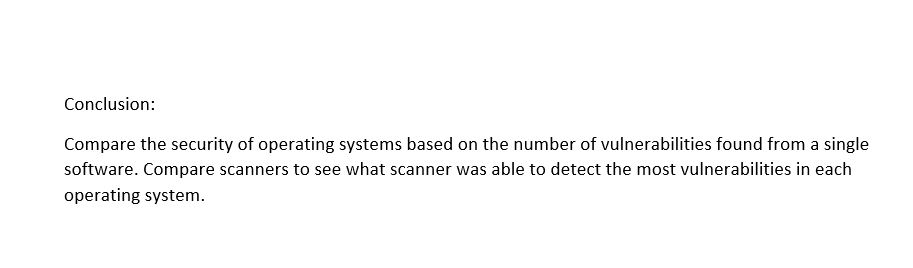 Conclusion:
Compare the security of operating systems based on the number of vulnerabilities found from a single
software. Compare scanners to see what scanner was able to detect the most vulnerabilities in each
operating system.